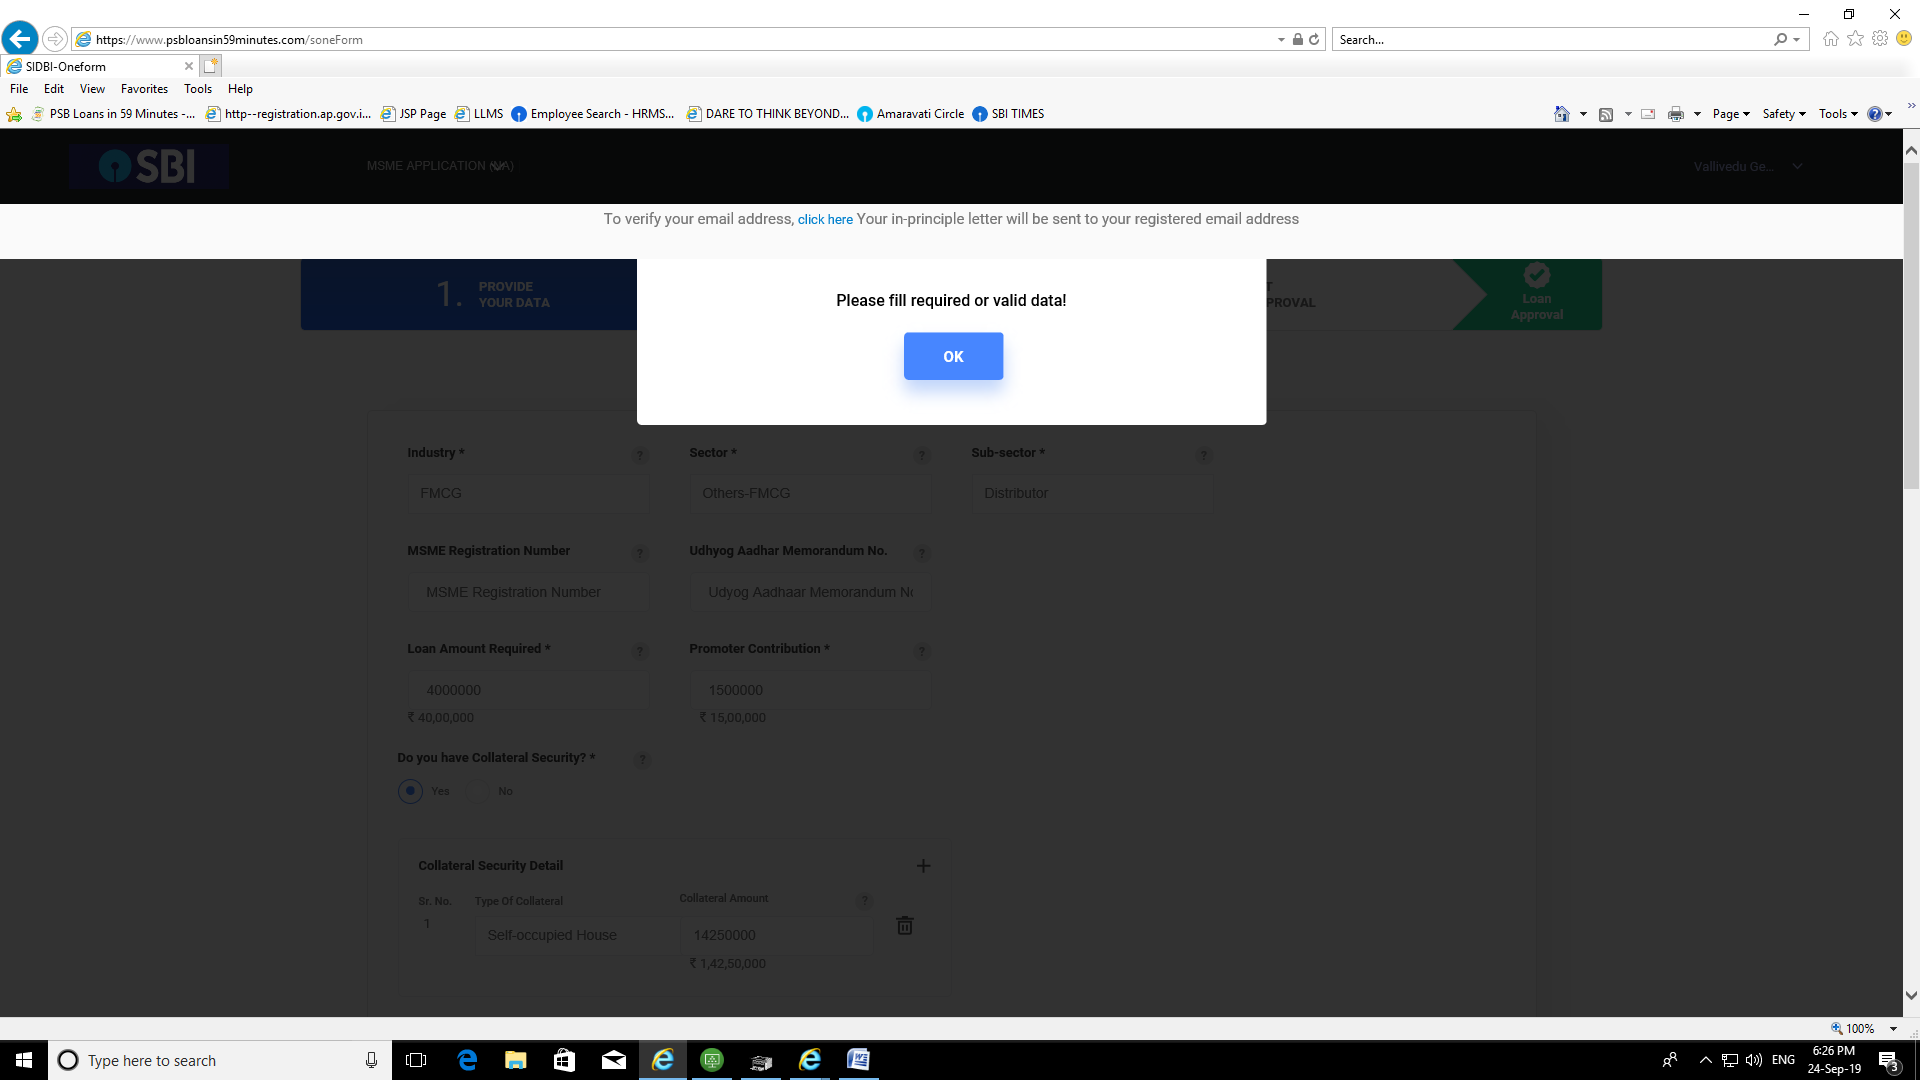 https://www.psbloansin59minutes.com/soneForm
Search...
SIDBI-Oneform
File Edit View Favorites Tools Help
PSB Loans in 59 Minutes -... http--registration.ap.gov.i... JSP Page LLMS Employee Search - HRMS... DARE TO THINK BEYOND... Amaravati Circle SBI TIMES Page Safety Tools
SBI MSME APPLICATION (LA) Vallivedu Ge...
To verify your email address, click here Your in-principle letter will be sent to your registered email address
1. PROVIDE
YOUR DATA
PROVAL
Loan
Approval
Please fill required or valid data!
OK
Industry * ? Sector * ? Sub-sector * ?
FMCG Others-FMCG Distributor
MSME Registration Number ? Udhyog Aadhar Memorandum No. ?
MSME Registration Number Udyog Aadhaar Memorandum No
Loan Amount Required * ? Promoter Contribution * ?
4000000 1500000
₹ 40,00,000 ₹ 15,00,000
Do you have Collateral Security? * ?
Yes No
Collateral Security Detail +
Sr. No. Type Of Collateral Collateral Amount ?
1 Self-occupied House 14250000
₹ 1,42,50,000
100%
Type here to search
ENG
6:26 PM
24-Sep-19
3